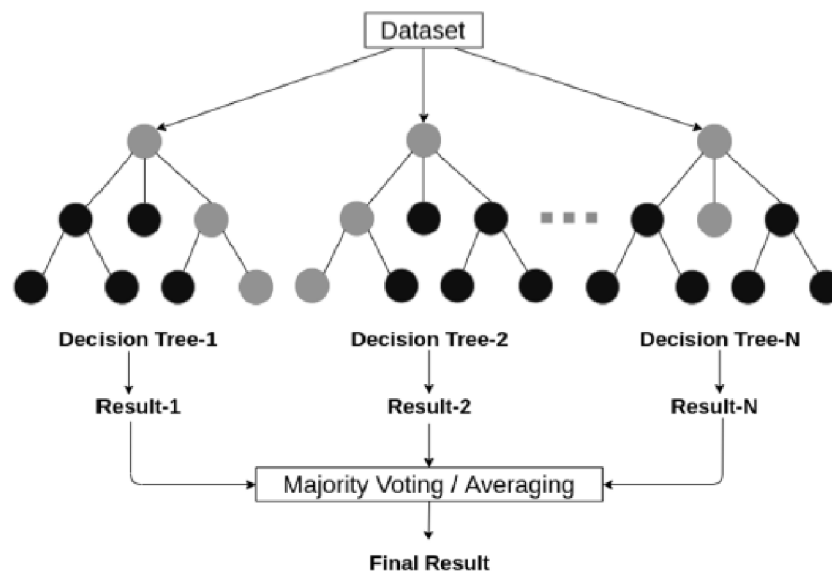 Dataset
Decision Tree-1
Decision Tree-2
Decision Tree-N
Result-1
Result-2
Result-N
Majority Voting / Averaging
Final Result